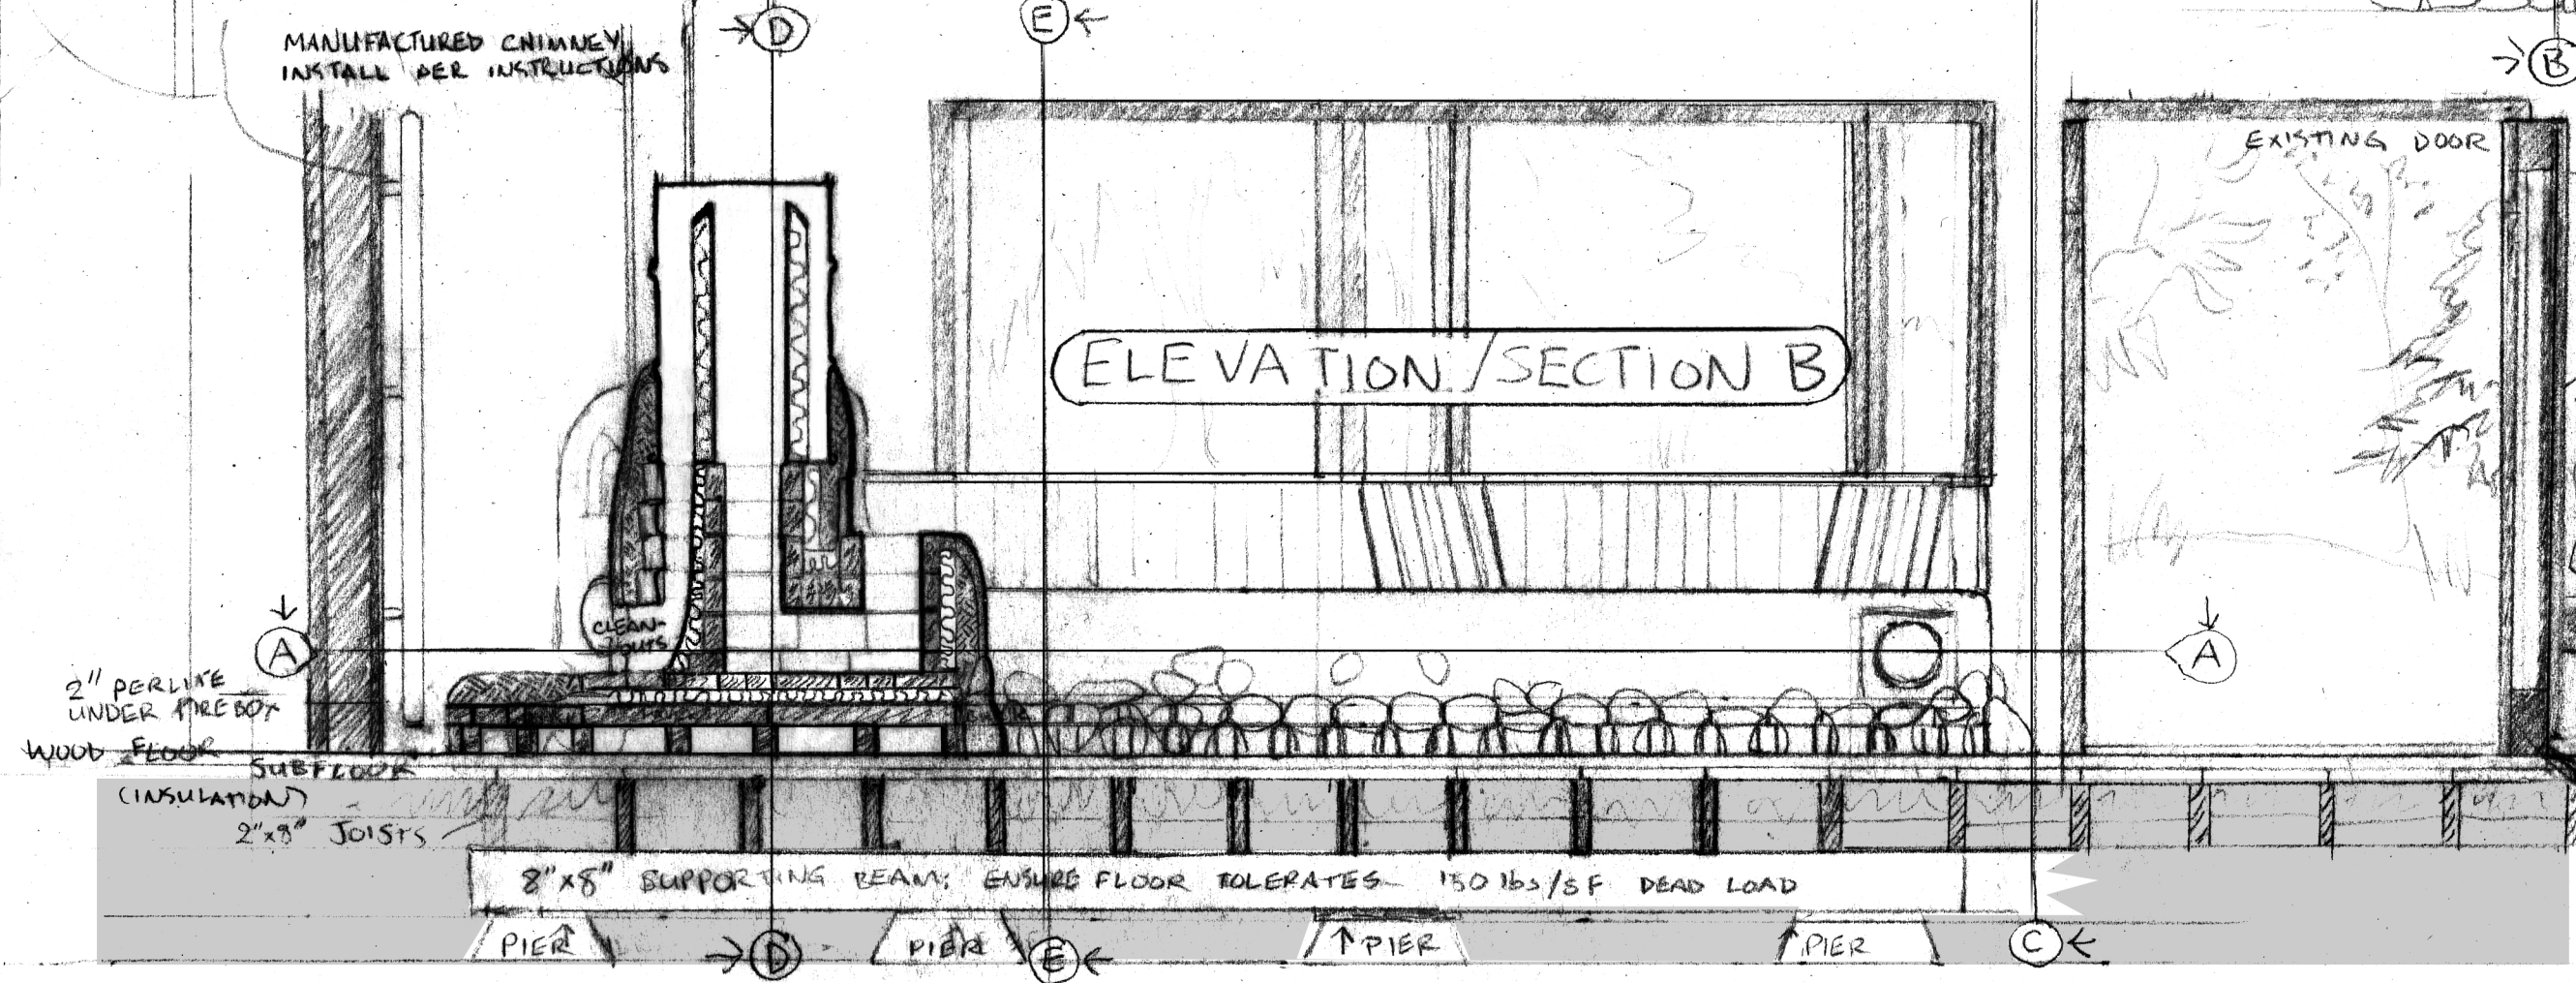 D
E
B
MANUFACTURED CHIMNEY
INSTALL PER INSTRUCTIONS
EXISTING DOOR
ELEVATION/SECTION B
CLEAN-
OUTS
A
A
2" PERLITE
UNDER FIREBOX
WOOD FLOOR
SUBFLOOR
(INSULATION)
2"x8" JOISTS
8"x8" SUPPORTING BEAM: ENSURE FLOOR TOLERATES 150 lbs/SF DEAD LOAD
PIER
PIER
PIER
PIER
D
E
C